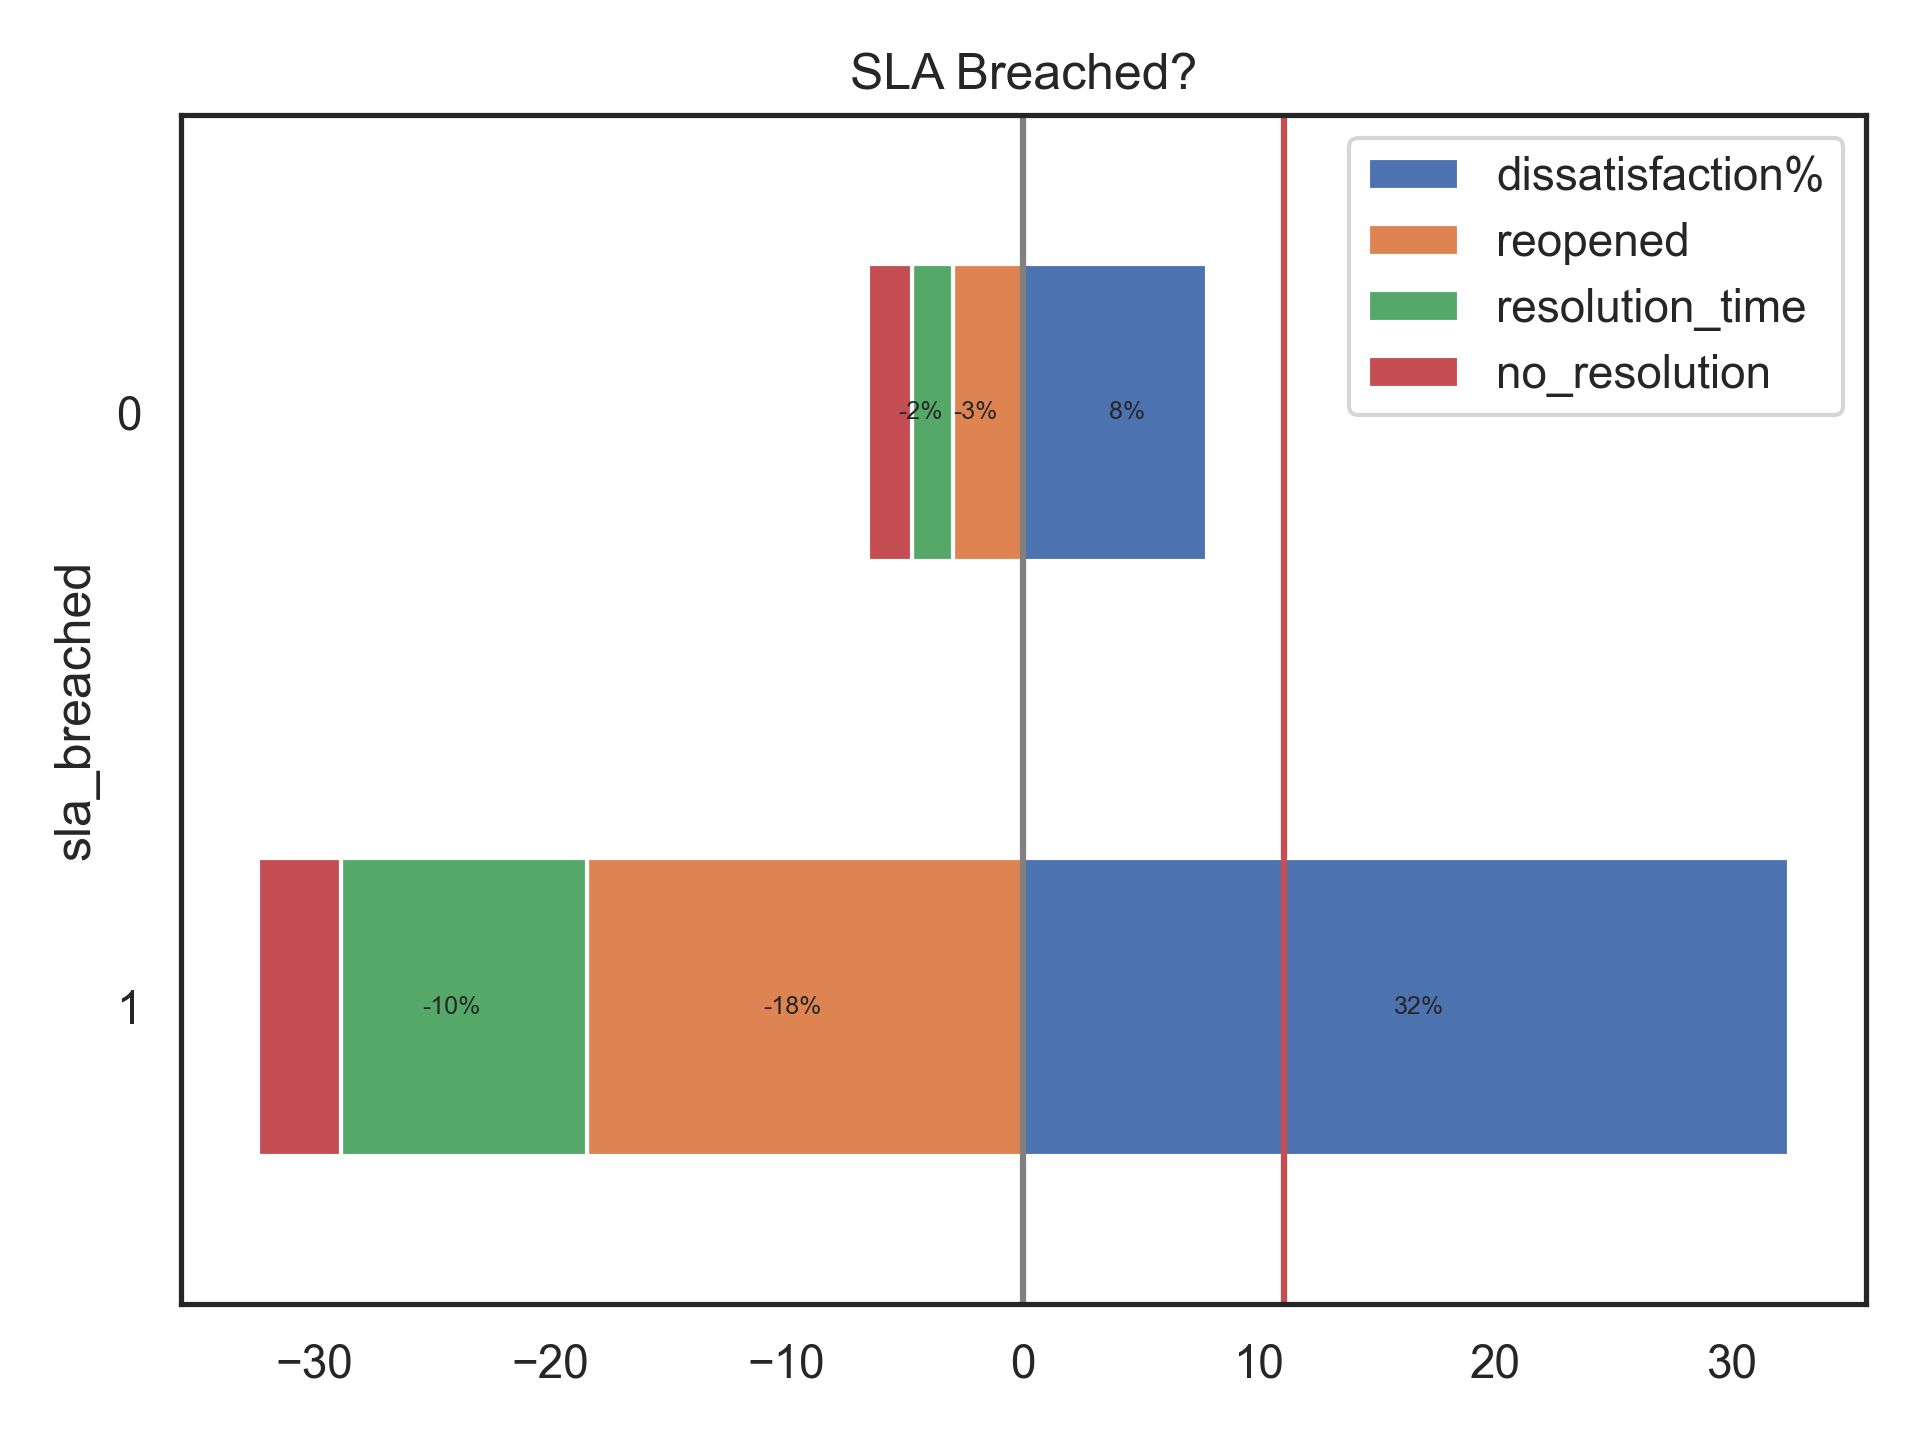 SLA Breached?
dissatisfaction%
reopened
resolution_time
no_resolution
sla_breached
0
-2% -3% 8%
1
-10% -18% 32%
−30 −20 −10 0 10 20 30